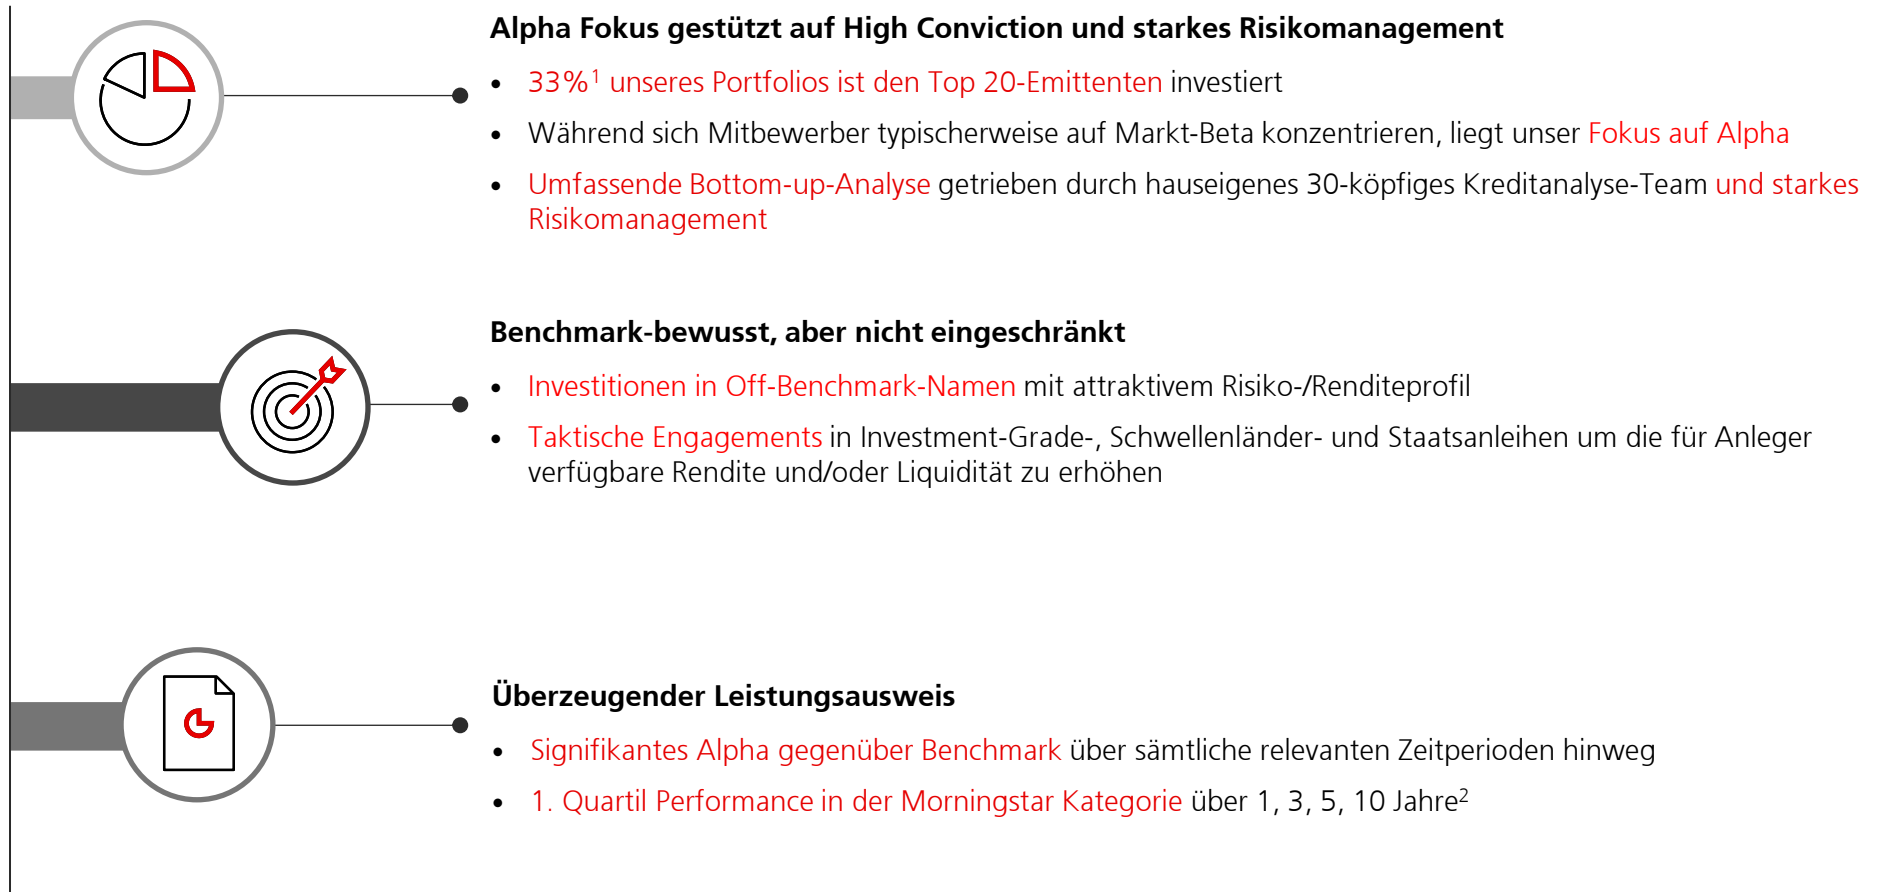 Alpha Fokus gestützt auf High Conviction und starkes Risikomanagement
• 33%¹ unseres Portfolios ist den Top 20-Emittenten investiert
• Während sich Mitbewerber typischerweise auf Markt-Beta konzentrieren, liegt unser Fokus auf Alpha
• Umfassende Bottom-up-Analyse getrieben durch hauseigenes 30-köpfiges Kreditanalyse-Team und starkes
Risikomanagement
Benchmark-bewusst, aber nicht eingeschränkt
• Investitionen in Off-Benchmark-Namen mit attraktivem Risiko-/Renditeprofil
• Taktische Engagements in Investment-Grade-, Schwellenländer- und Staatsanleihen um die für Anleger
verfügbare Rendite und/oder Liquidität zu erhöhen
Überzeugender Leistungsausweis
• Signifikantes Alpha gegenüber Benchmark über sämtliche relevanten Zeitperioden hinweg
• 1. Quartil Performance in der Morningstar Kategorie über 1, 3, 5, 10 Jahre²